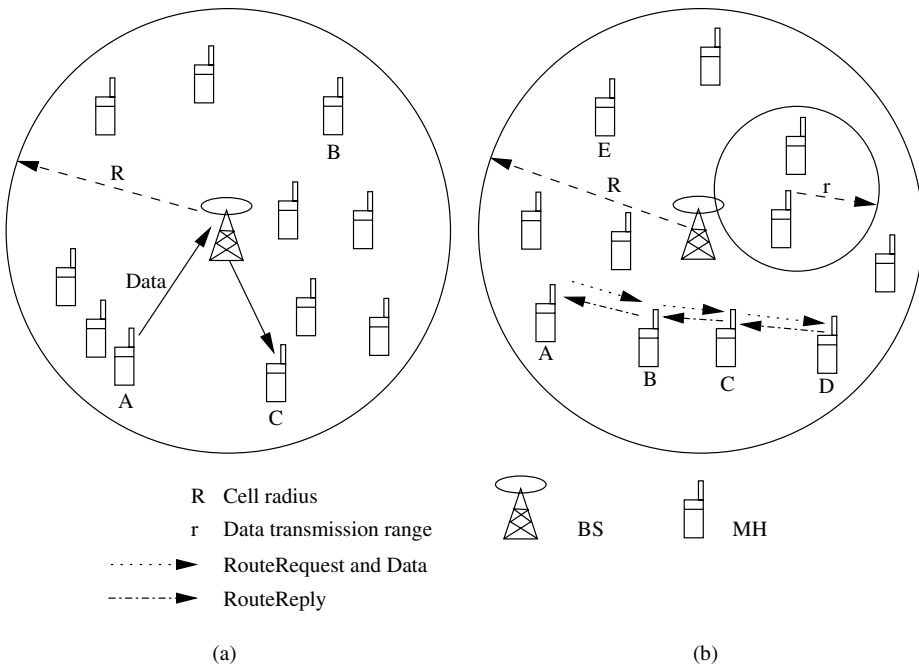 B
R
Data
A
C
E
R
r
A
B
C
D
R Cell radius
r Data transmission range
RouteRequest and Data
RouteReply
BS
MH
(a)
(b)